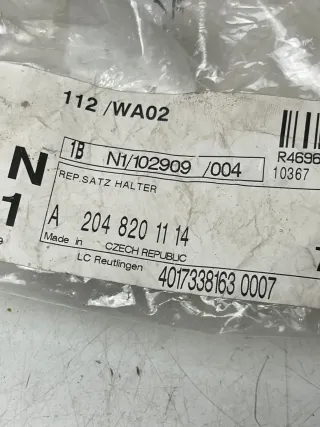 112 /WA02
1B N1/102909 /004
R4696
10367
N
1
REP.SATZ HALTER
A 204 820 11 14
Made in CZECH REPUBLIC
LC Reutlingen
4017338163 0007